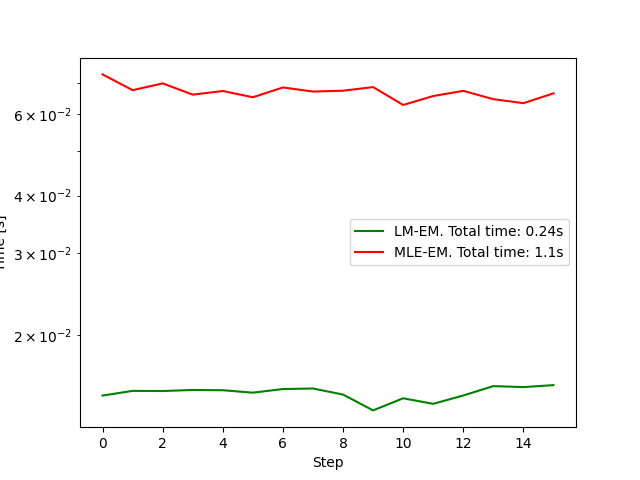 6×10⁻²
4×10⁻²
3×10⁻²
2×10⁻²
LM-EM. Total time: 0.24s
MLE-EM. Total time: 1.1s
0 2 4 6 8 10 12 14
Step